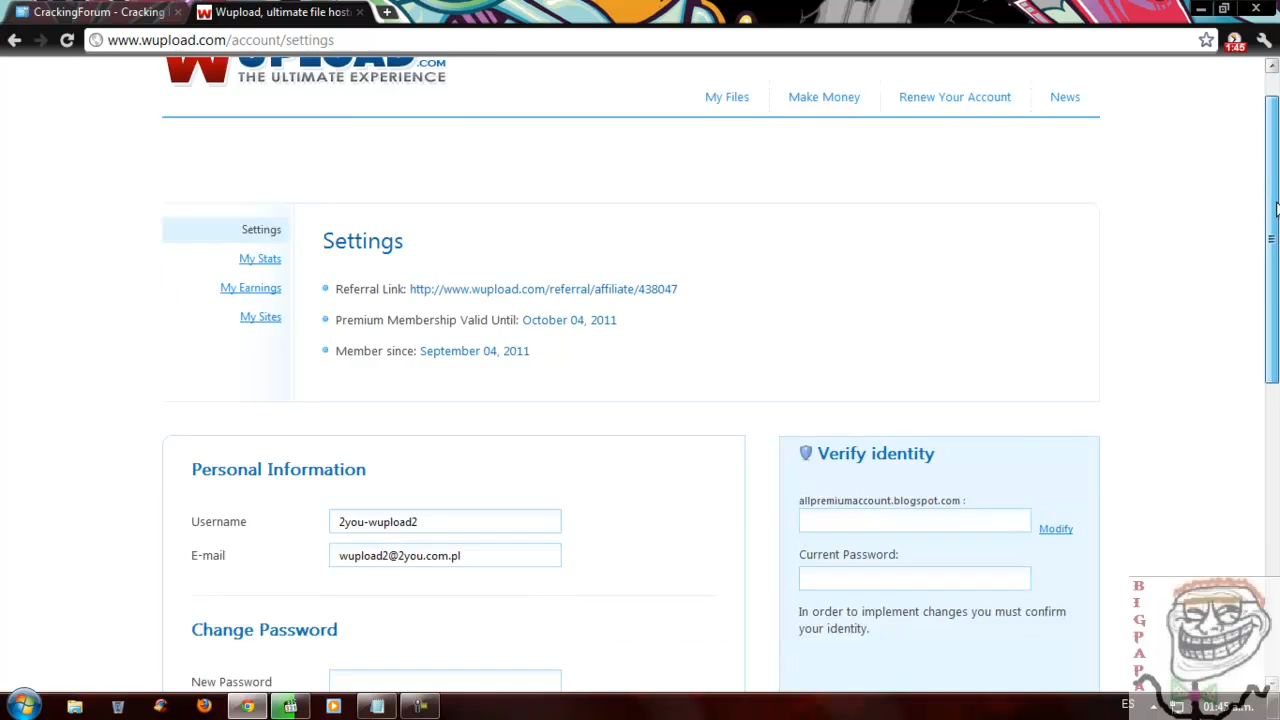 CrackingForum - Cracking
Wupload, ultimate file host
www.wupload.com/account/settings
1:45
WUPLOAD.COM
THE ULTIMATE EXPERIENCE
My Files
Make Money
Renew Your Account
News
Settings
My Stats
My Earnings
My Sites
Settings
Referral Link: http://www.wupload.com/referral/affiliate/438047
Premium Membership Valid Until: October 04, 2011
Member since: September 04, 2011
Personal Information
Username
2you-wupload2
E-mail
wupload2@2you.com.pl
Change Password
New Password
Verify identity
allpremiumaccount.blogspot.com :
Modify
Current Password:
In order to implement changes you must confirm
your identity.
BIGPAPA
ES
01:45 a.m.